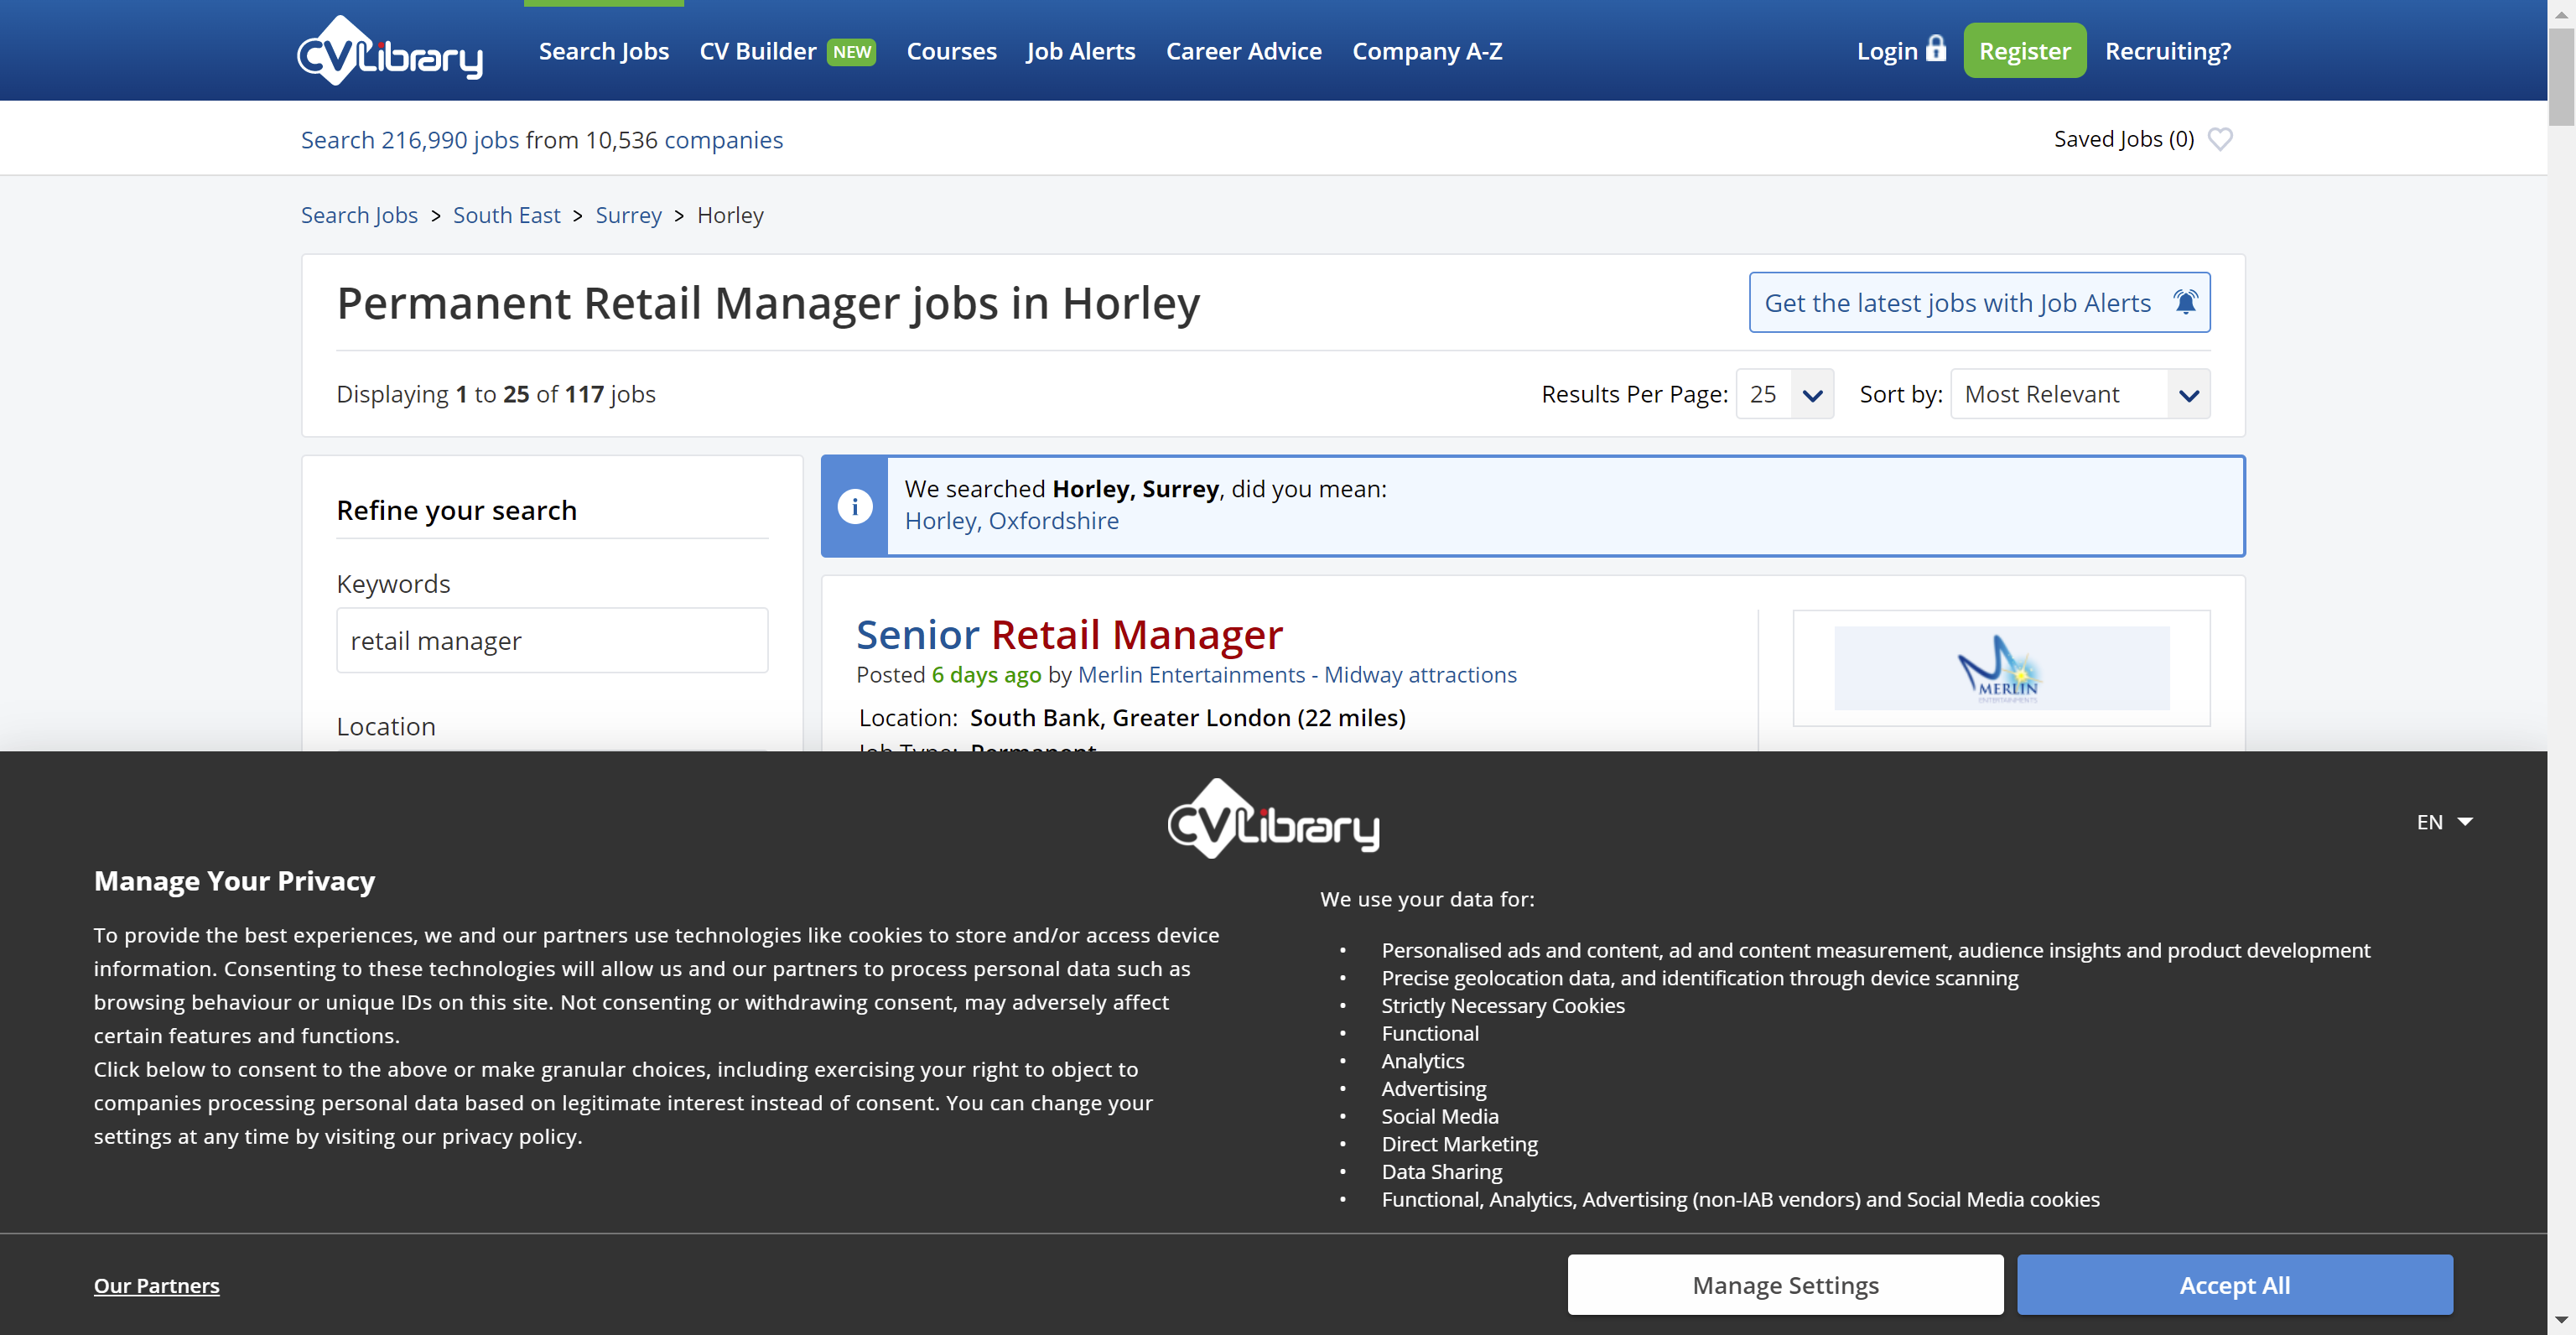 CVLibrary
Search Jobs
CV Builder NEW
Courses
Job Alerts
Career Advice
Company A-Z
Login
Register
Recruiting?
Search 216,990 jobs from 10,536 companies
Saved Jobs (0)
Search Jobs > South East > Surrey > Horley
Permanent Retail Manager jobs in Horley
Get the latest jobs with Job Alerts
Displaying 1 to 25 of 117 jobs
Results Per Page: 25
Sort by: Most Relevant
Refine your search
Keywords
retail manager
Location
We searched Horley, Surrey, did you mean:
Horley, Oxfordshire
Senior Retail Manager
Posted 6 days ago by Merlin Entertainments - Midway attractions
Location: South Bank, Greater London (22 miles)
Job Type: Permanent
MERLIN
ENTERTAINMENTS
CVLibrary
EN
Manage Your Privacy
To provide the best experiences, we and our partners use technologies like cookies to store and/or access device
information. Consenting to these technologies will allow us and our partners to process personal data such as
browsing behaviour or unique IDs on this site. Not consenting or withdrawing consent, may adversely affect
certain features and functions.
Click below to consent to the above or make granular choices, including exercising your right to object to
companies processing personal data based on legitimate interest instead of consent. You can change your
settings at any time by visiting our privacy policy.
We use your data for:
• Personalised ads and content, ad and content measurement, audience insights and product development
• Precise geolocation data, and identification through device scanning
• Strictly Necessary Cookies
• Functional
• Analytics
• Advertising
• Social Media
• Direct Marketing
• Data Sharing
• Functional, Analytics, Advertising (non-IAB vendors) and Social Media cookies
Our Partners
Manage Settings
Accept All